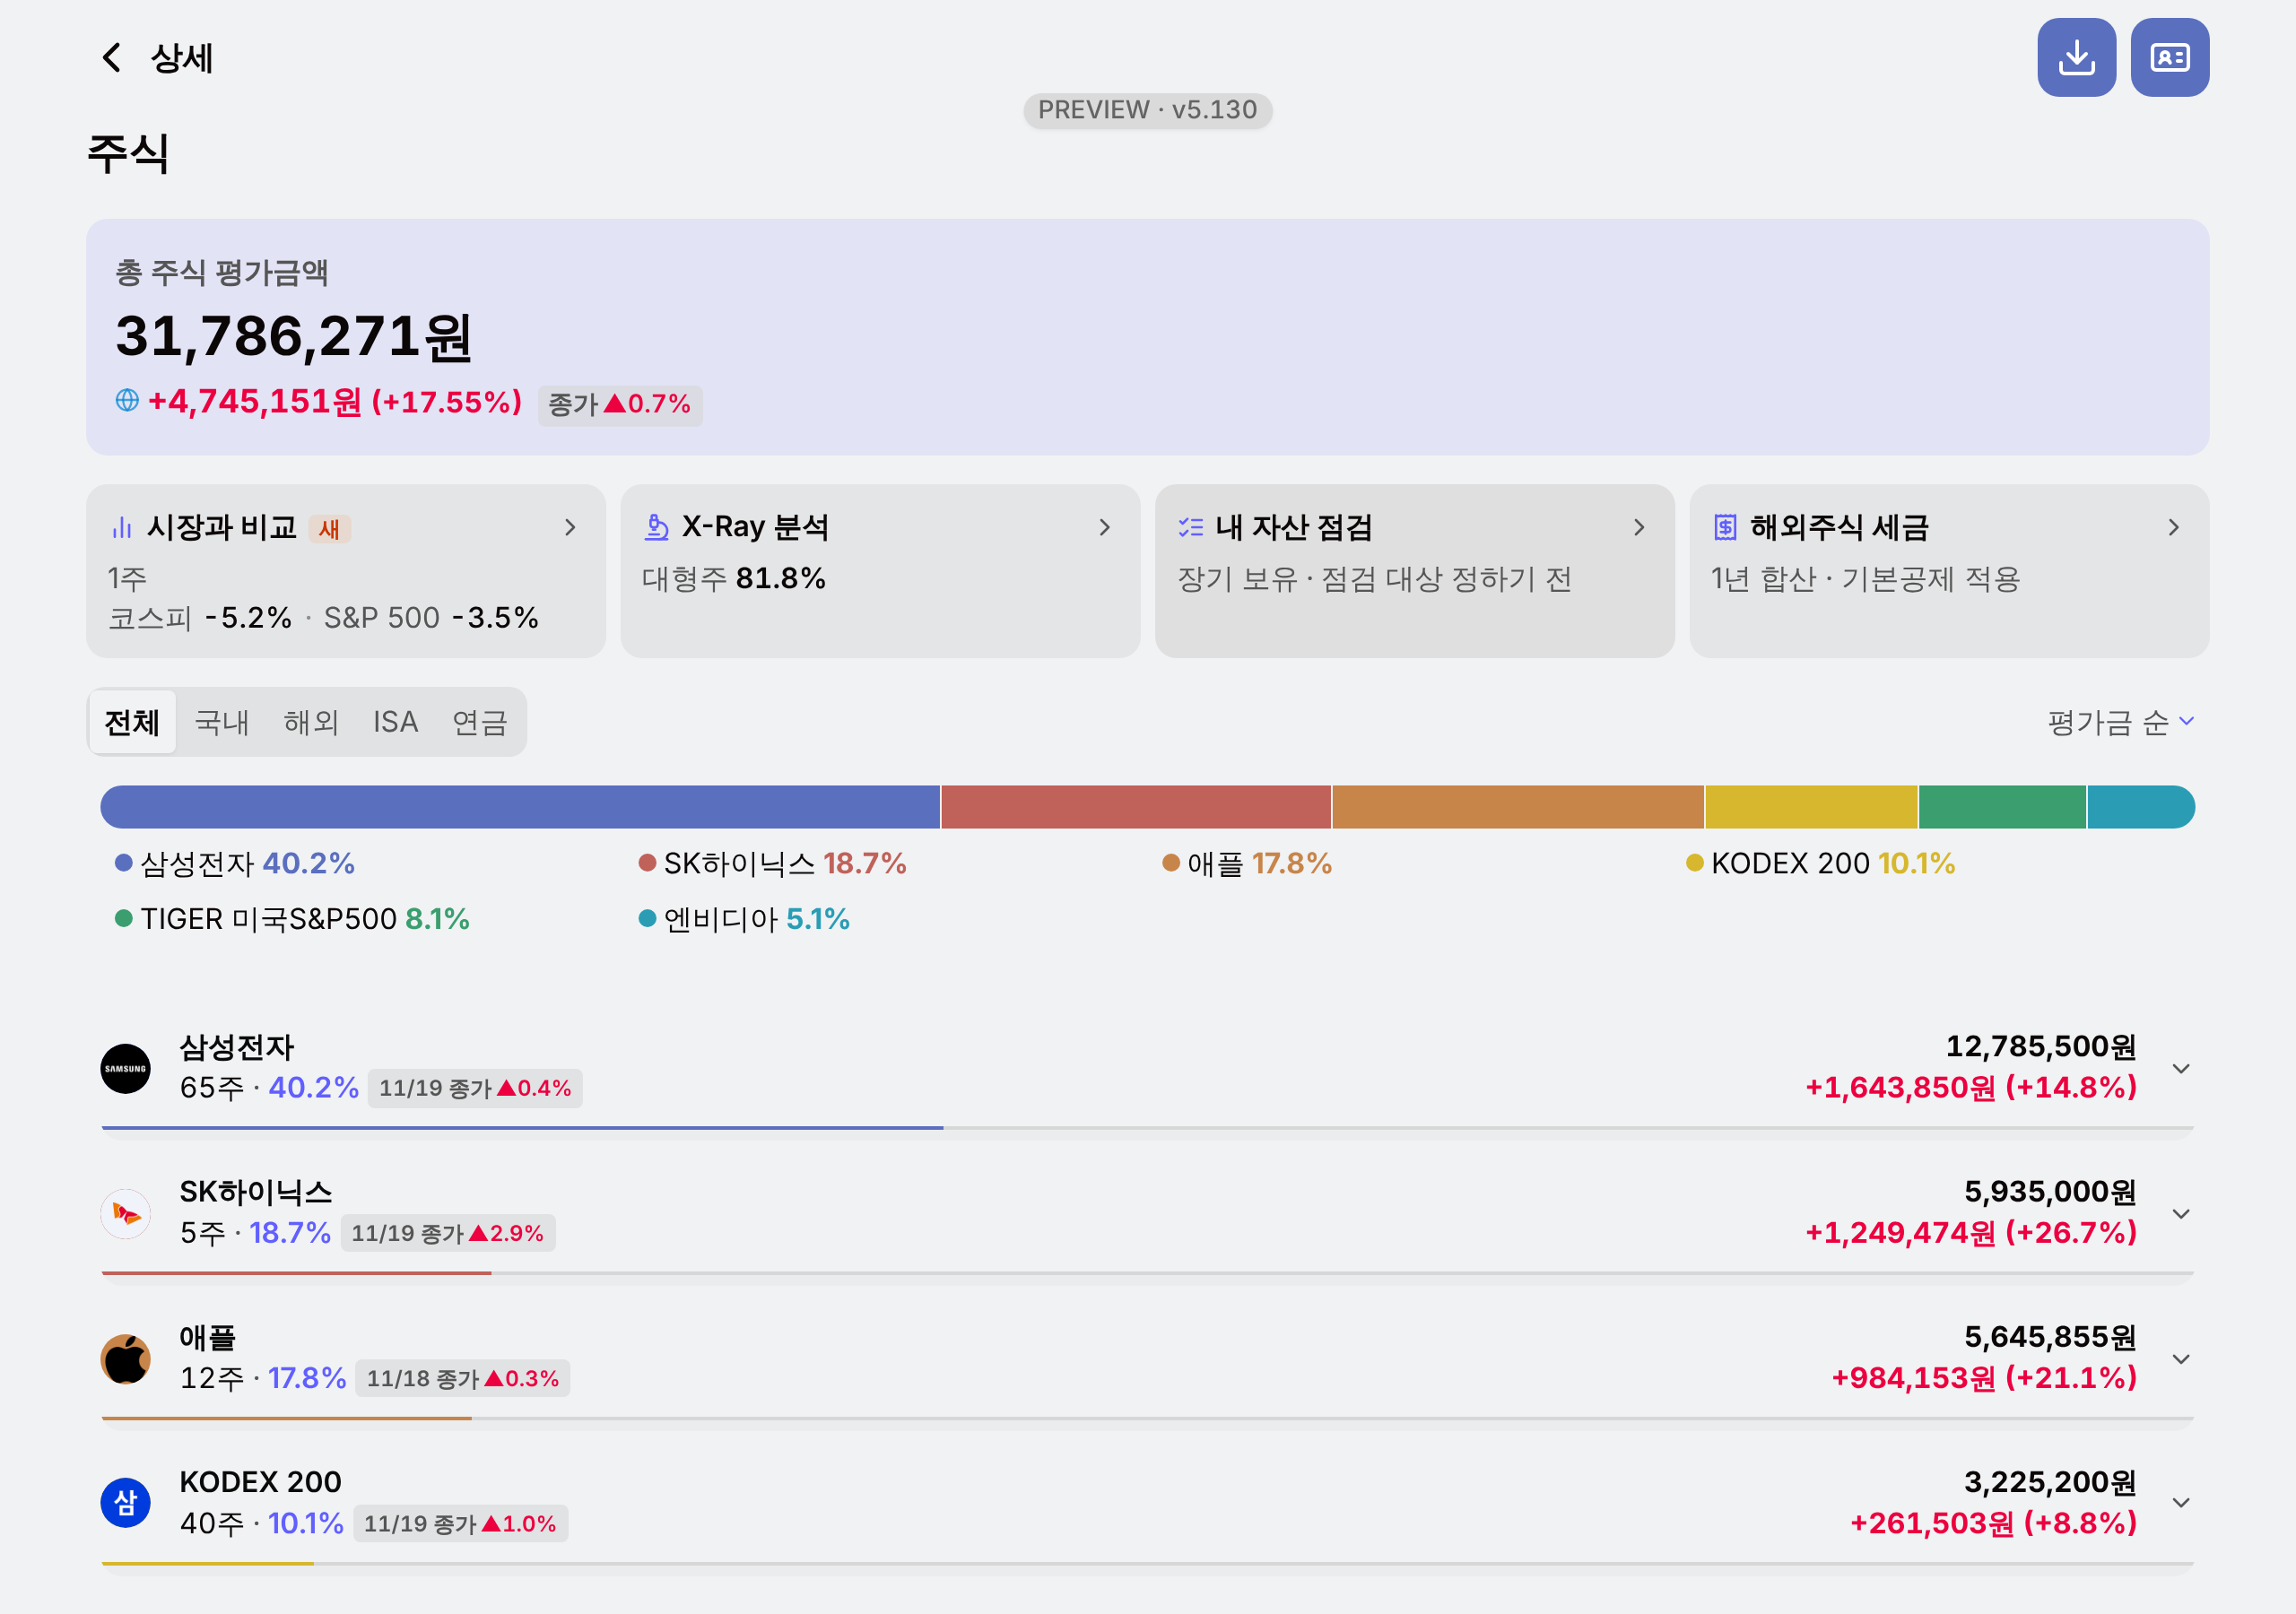 상세
PREVIEW · v5.130
주식
총 주식 평가금액
31,786,271원
+4,745,151원 (+17.55%) 종가 ▲0.7%
시장과 비교 새
1주
코스피 -5.2% · S&P 500 -3.5%
X-Ray 분석
대형주 81.8%
내 자산 점검
장기 보유 · 점검 대상 정하기 전
해외주식 세금
1년 합산 · 기본공제 적용
전체 국내 해외 ISA 연금
평가금 순
삼성전자 40.2% SK하이닉스 18.7% 애플 17.8% KODEX 200 10.1%
TIGER 미국S&P500 8.1% 엔비디아 5.1%
SAMSUNG
삼성전자
65주 · 40.2% 11/19 종가 ▲0.4%
12,785,500원
+1,643,850원 (+14.8%)
SK하이닉스
5주 · 18.7% 11/19 종가 ▲2.9%
5,935,000원
+1,249,474원 (+26.7%)
애플
12주 · 17.8% 11/18 종가 ▲0.3%
5,645,855원
+984,153원 (+21.1%)
삼
KODEX 200
40주 · 10.1% 11/19 종가 ▲1.0%
3,225,200원
+261,503원 (+8.8%)